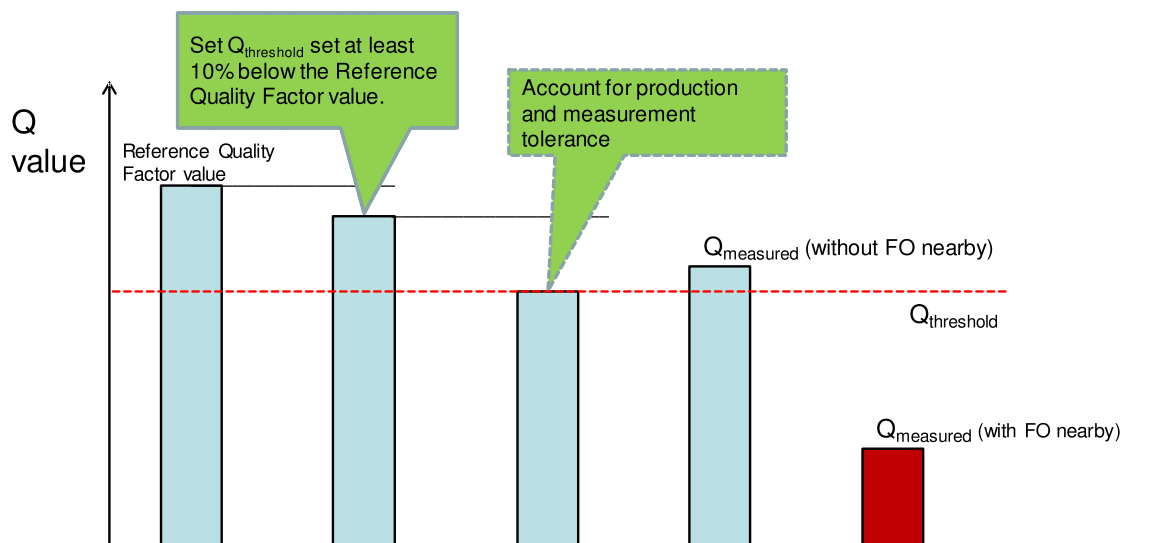 Set Qthreshold set at least
10% below the Reference
Quality Factor value.
Account for production
and measurement
tolerance
Q
value
Reference Quality
Factor value
Qmeasured (without FO nearby)
Qthreshold
Qmeasured (with FO nearby)